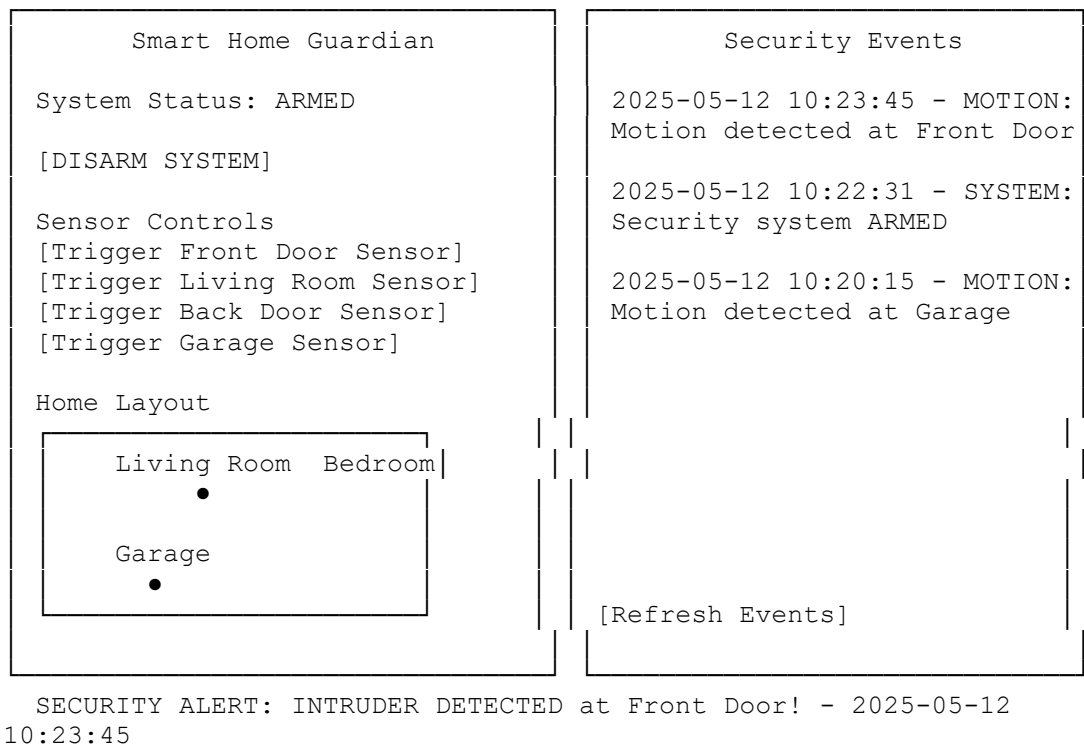 Smart Home Guardian
System Status: ARMED
[DISARM SYSTEM]
Sensor Controls
[Trigger Front Door Sensor]
[Trigger Living Room Sensor]
[Trigger Back Door Sensor]
[Trigger Garage Sensor]
Home Layout
Living Room Bedroom
Garage
Security Events
2025-05-12 10:23:45 - MOTION:
Motion detected at Front Door
2025-05-12 10:22:31 - SYSTEM:
Security system ARMED
2025-05-12 10:20:15 - MOTION:
Motion detected at Garage
[Refresh Events]
SECURITY ALERT: INTRUDER DETECTED at Front Door! - 2025-05-12
10:23:45